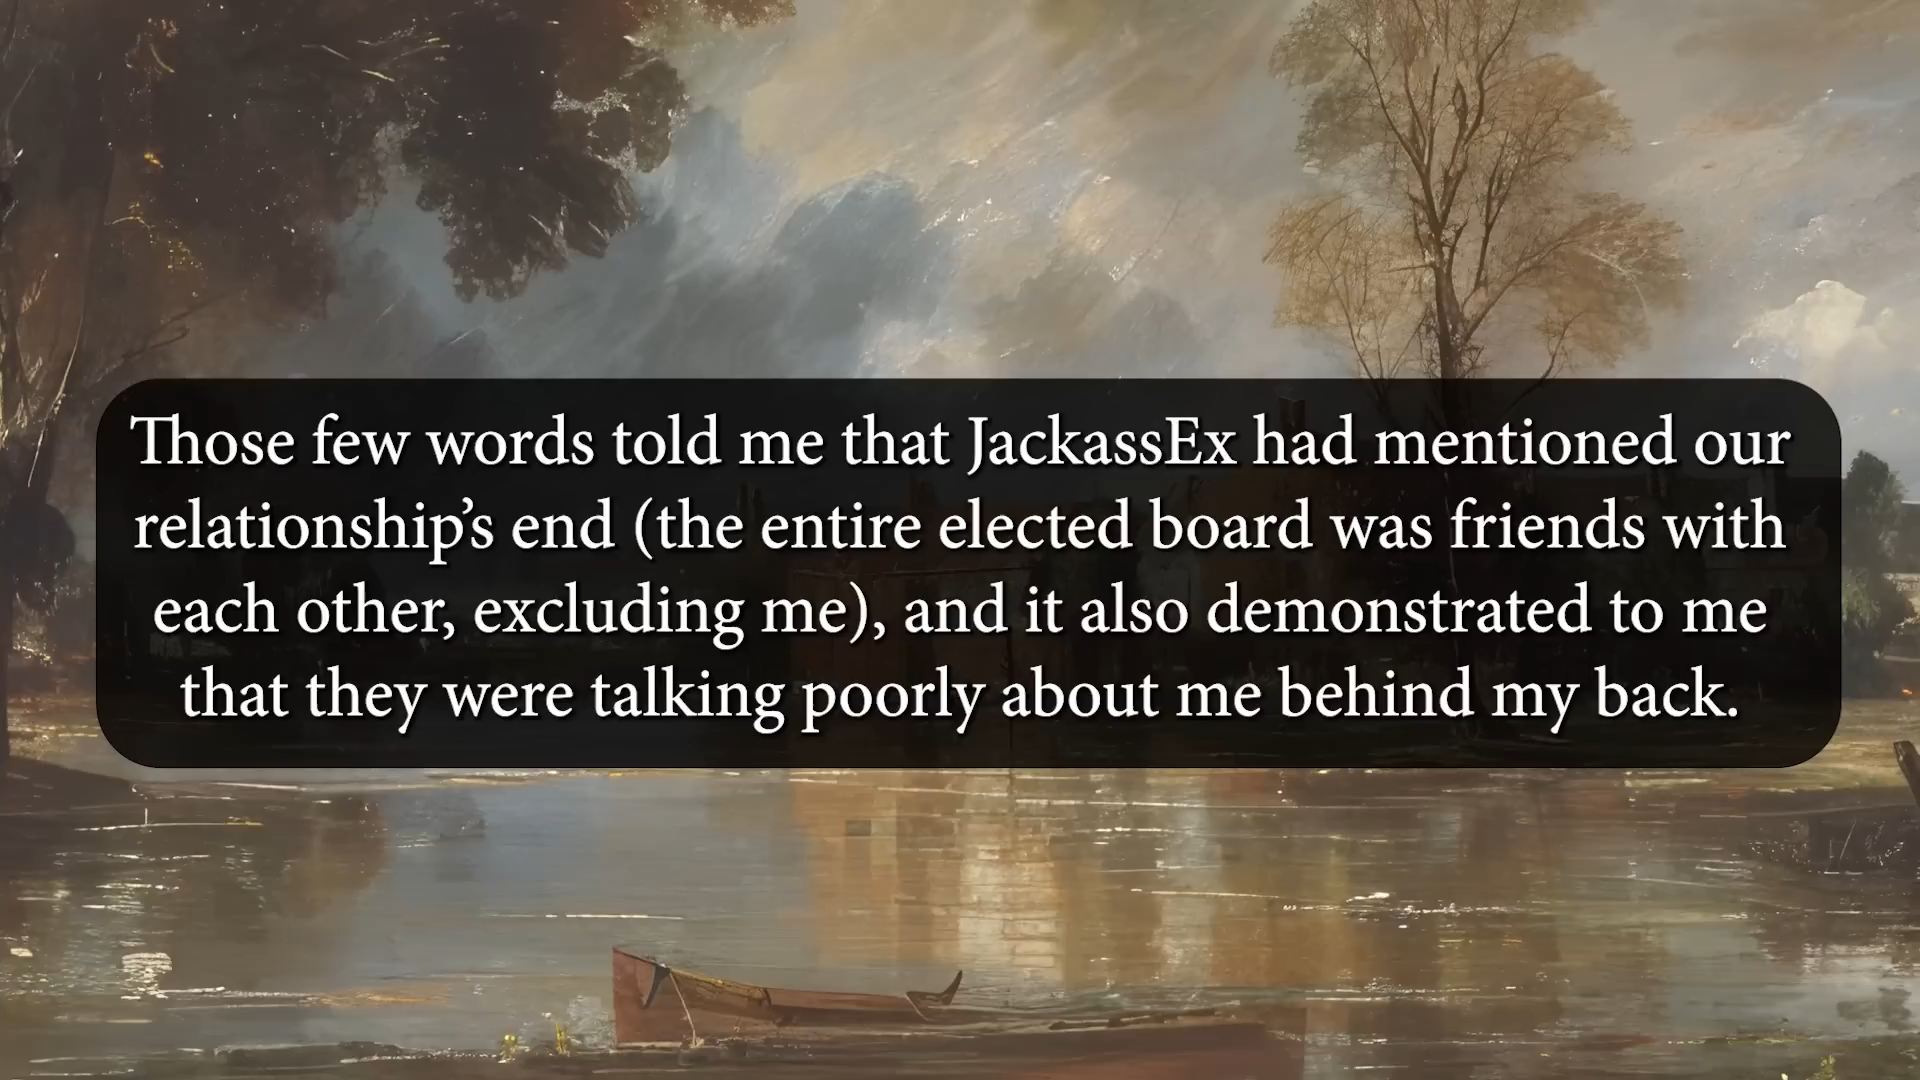 Those few words told me that JackassEx had mentioned our
relationship’s end (the entire elected board was friends with
each other, excluding me), and it also demonstrated to me
that they were talking poorly about me behind my back.